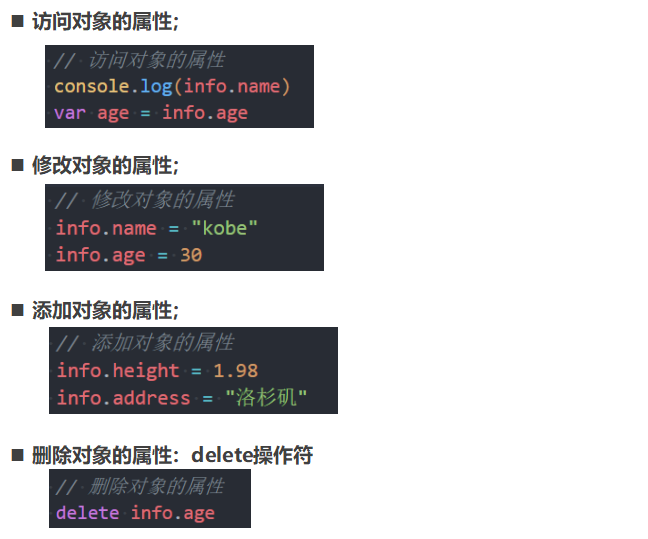 ■ 访问对象的属性;
// 访问对象的属性
console.log(info.name)
var age = info.age
■ 修改对象的属性;
// 修改对象的属性
info.name = "kobe"
info.age = 30
■ 添加对象的属性;
// 添加对象的属性
info.height = 1.98
info.address = "洛杉矶"
■ 删除对象的属性：delete操作符
// 删除对象的属性
delete info.age